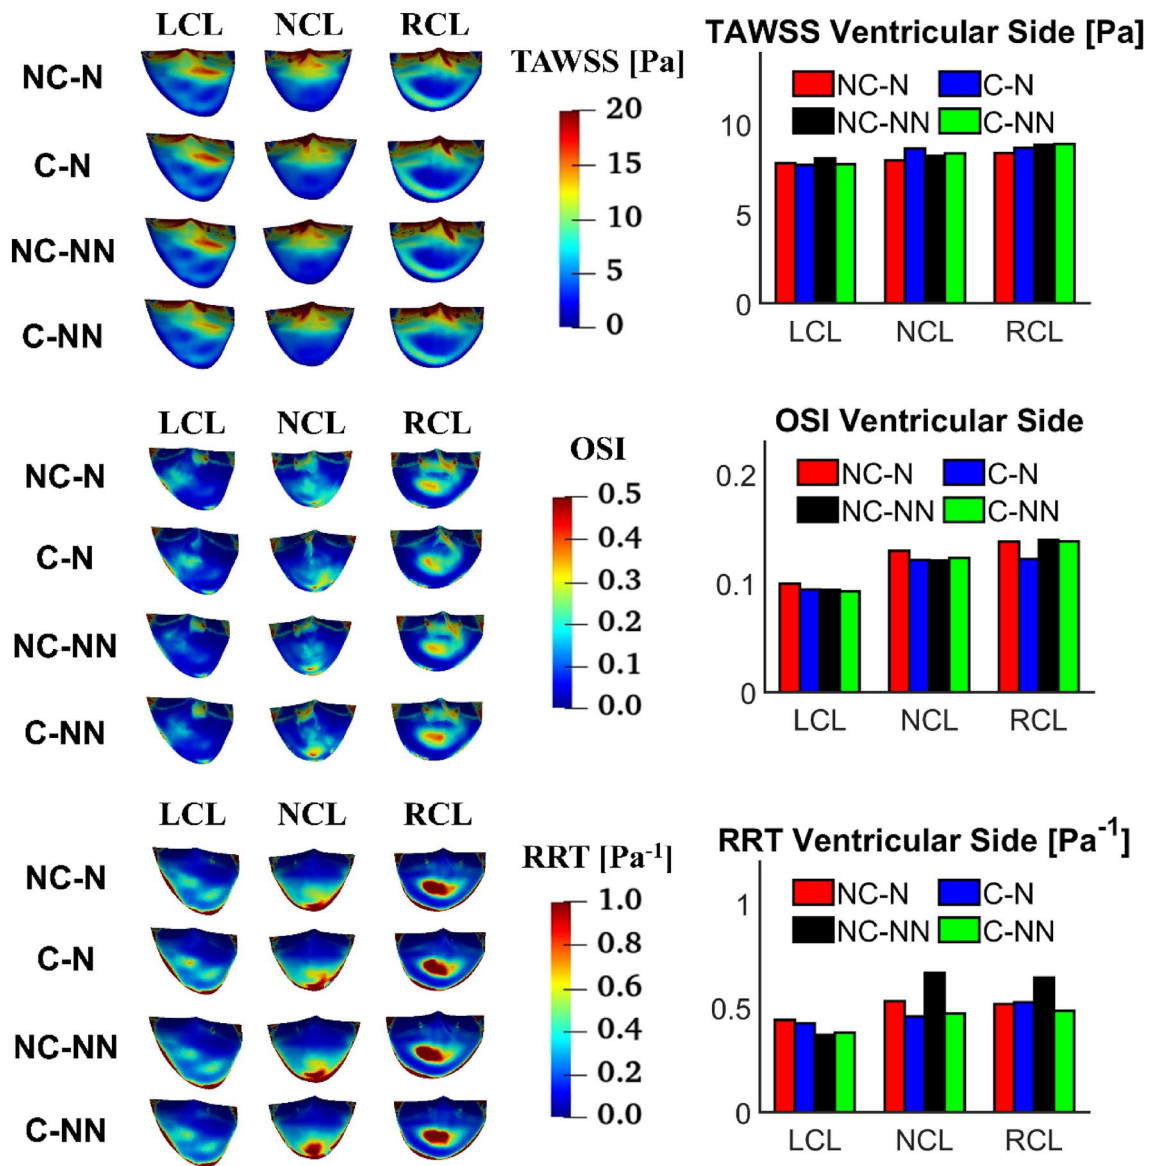 LCL NCL RCL
NC-N
C-N
NC-NN
C-NN
TAWSS [Pa]
20
15
10
5
0
TAWSS Ventricular Side [Pa]
NC-N C-N
NC-NN C-NN
10
5
0
LCL NCL RCL
LCL NCL RCL
NC-N
C-N
NC-NN
C-NN
OSI
0.5
0.4
0.3
0.2
0.1
0.0
OSI Ventricular Side
NC-N C-N
NC-NN C-NN
0.2
0.1
0
LCL NCL RCL
LCL NCL RCL
NC-N
C-N
NC-NN
C-NN
RRT [Pa⁻¹]
1.0
0.8
0.6
0.4
0.2
0.0
RRT Ventricular Side [Pa⁻¹]
NC-N C-N
NC-NN C-NN
1
0.5
0
LCL NCL RCL